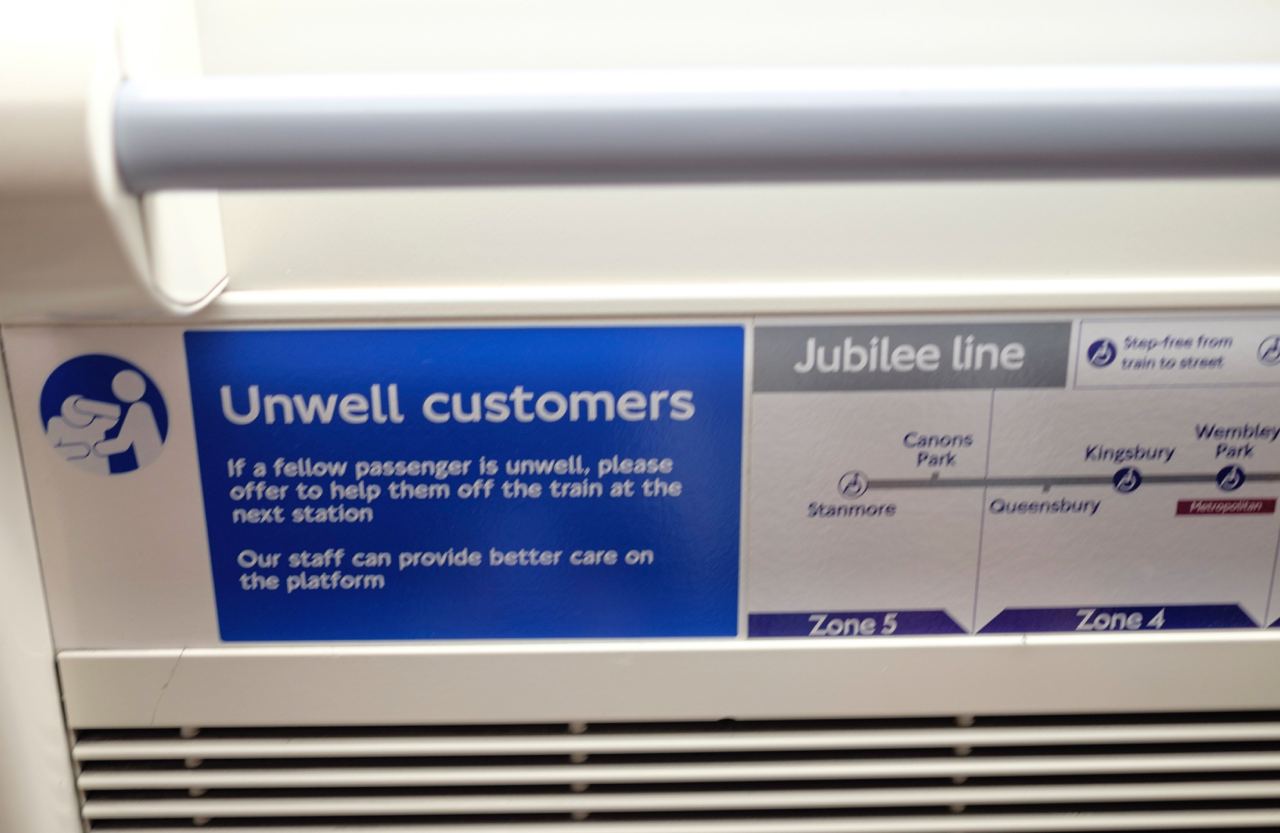 Unwell customers
If a fellow passenger is unwell, please
offer to help them off the train at the
next station
Our staff can provide better care on
the platform
Jubilee line
Step-free from
train to street
Canons
Park
Stanmore
Queensbury
Kingsbury
Wembley
Park
Metropolitan
Zone 5
Zone 4